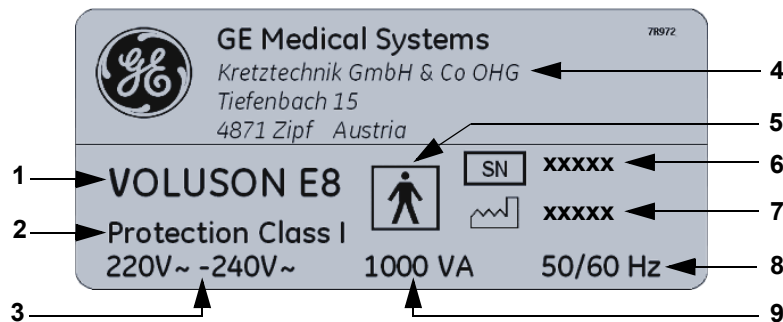 GE Medical Systems
7R972
GE
Kretztechnik GmbH & Co OHG
Tiefenbach 15
4871 Zipf Austria
4
5
1
VOLUSON E8
SN xxxxx
6
xxxxx
7
2
Protection Class I
220V~ -240V~ 1000 VA 50/60 Hz
8
3
9